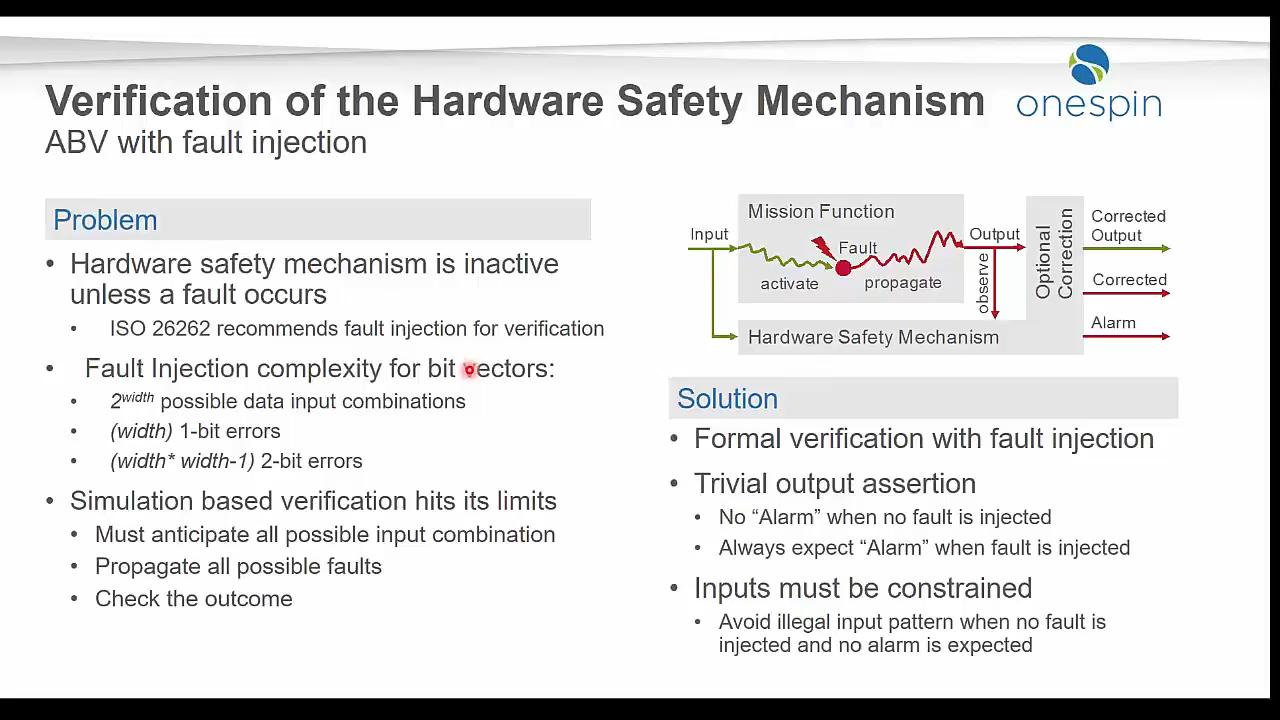 Verification of the Hardware Safety Mechanism
ABV with fault injection
onespin
Problem
• Hardware safety mechanism is inactive
unless a fault occurs
• ISO 26262 recommends fault injection for verification
• Fault Injection complexity for bit vectors:
• 2^width possible data input combinations
• (width) 1-bit errors
• (width* width-1) 2-bit errors
• Simulation based verification hits its limits
• Must anticipate all possible input combination
• Propagate all possible faults
• Check the outcome
Mission Function
Input
Fault
activate
propagate
Output
observe
Optional
Correction
Corrected
Output
Corrected
Alarm
Hardware Safety Mechanism
Solution
• Formal verification with fault injection
• Trivial output assertion
• No “Alarm” when no fault is injected
• Always expect “Alarm” when fault is injected
• Inputs must be constrained
• Avoid illegal input pattern when no fault is
injected and no alarm is expected